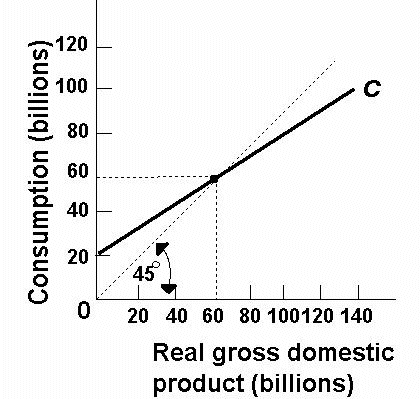 Consumption (billions)
120
100
80
60
40
20
0
C
45°
20 40 60 80 100 120 140
Real gross domestic
product (billions)